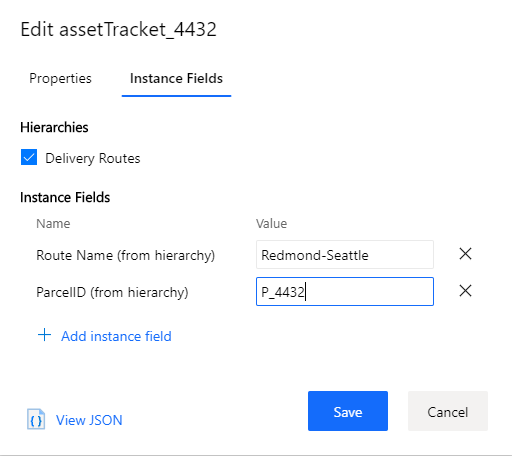 Edit assetTracket_4432
Properties Instance Fields
Hierarchies
Delivery Routes
Instance Fields
Name Value
Route Name (from hierarchy) Redmond-Seattle
ParcelID (from hierarchy) P_4432
Add instance field
View JSON Save Cancel